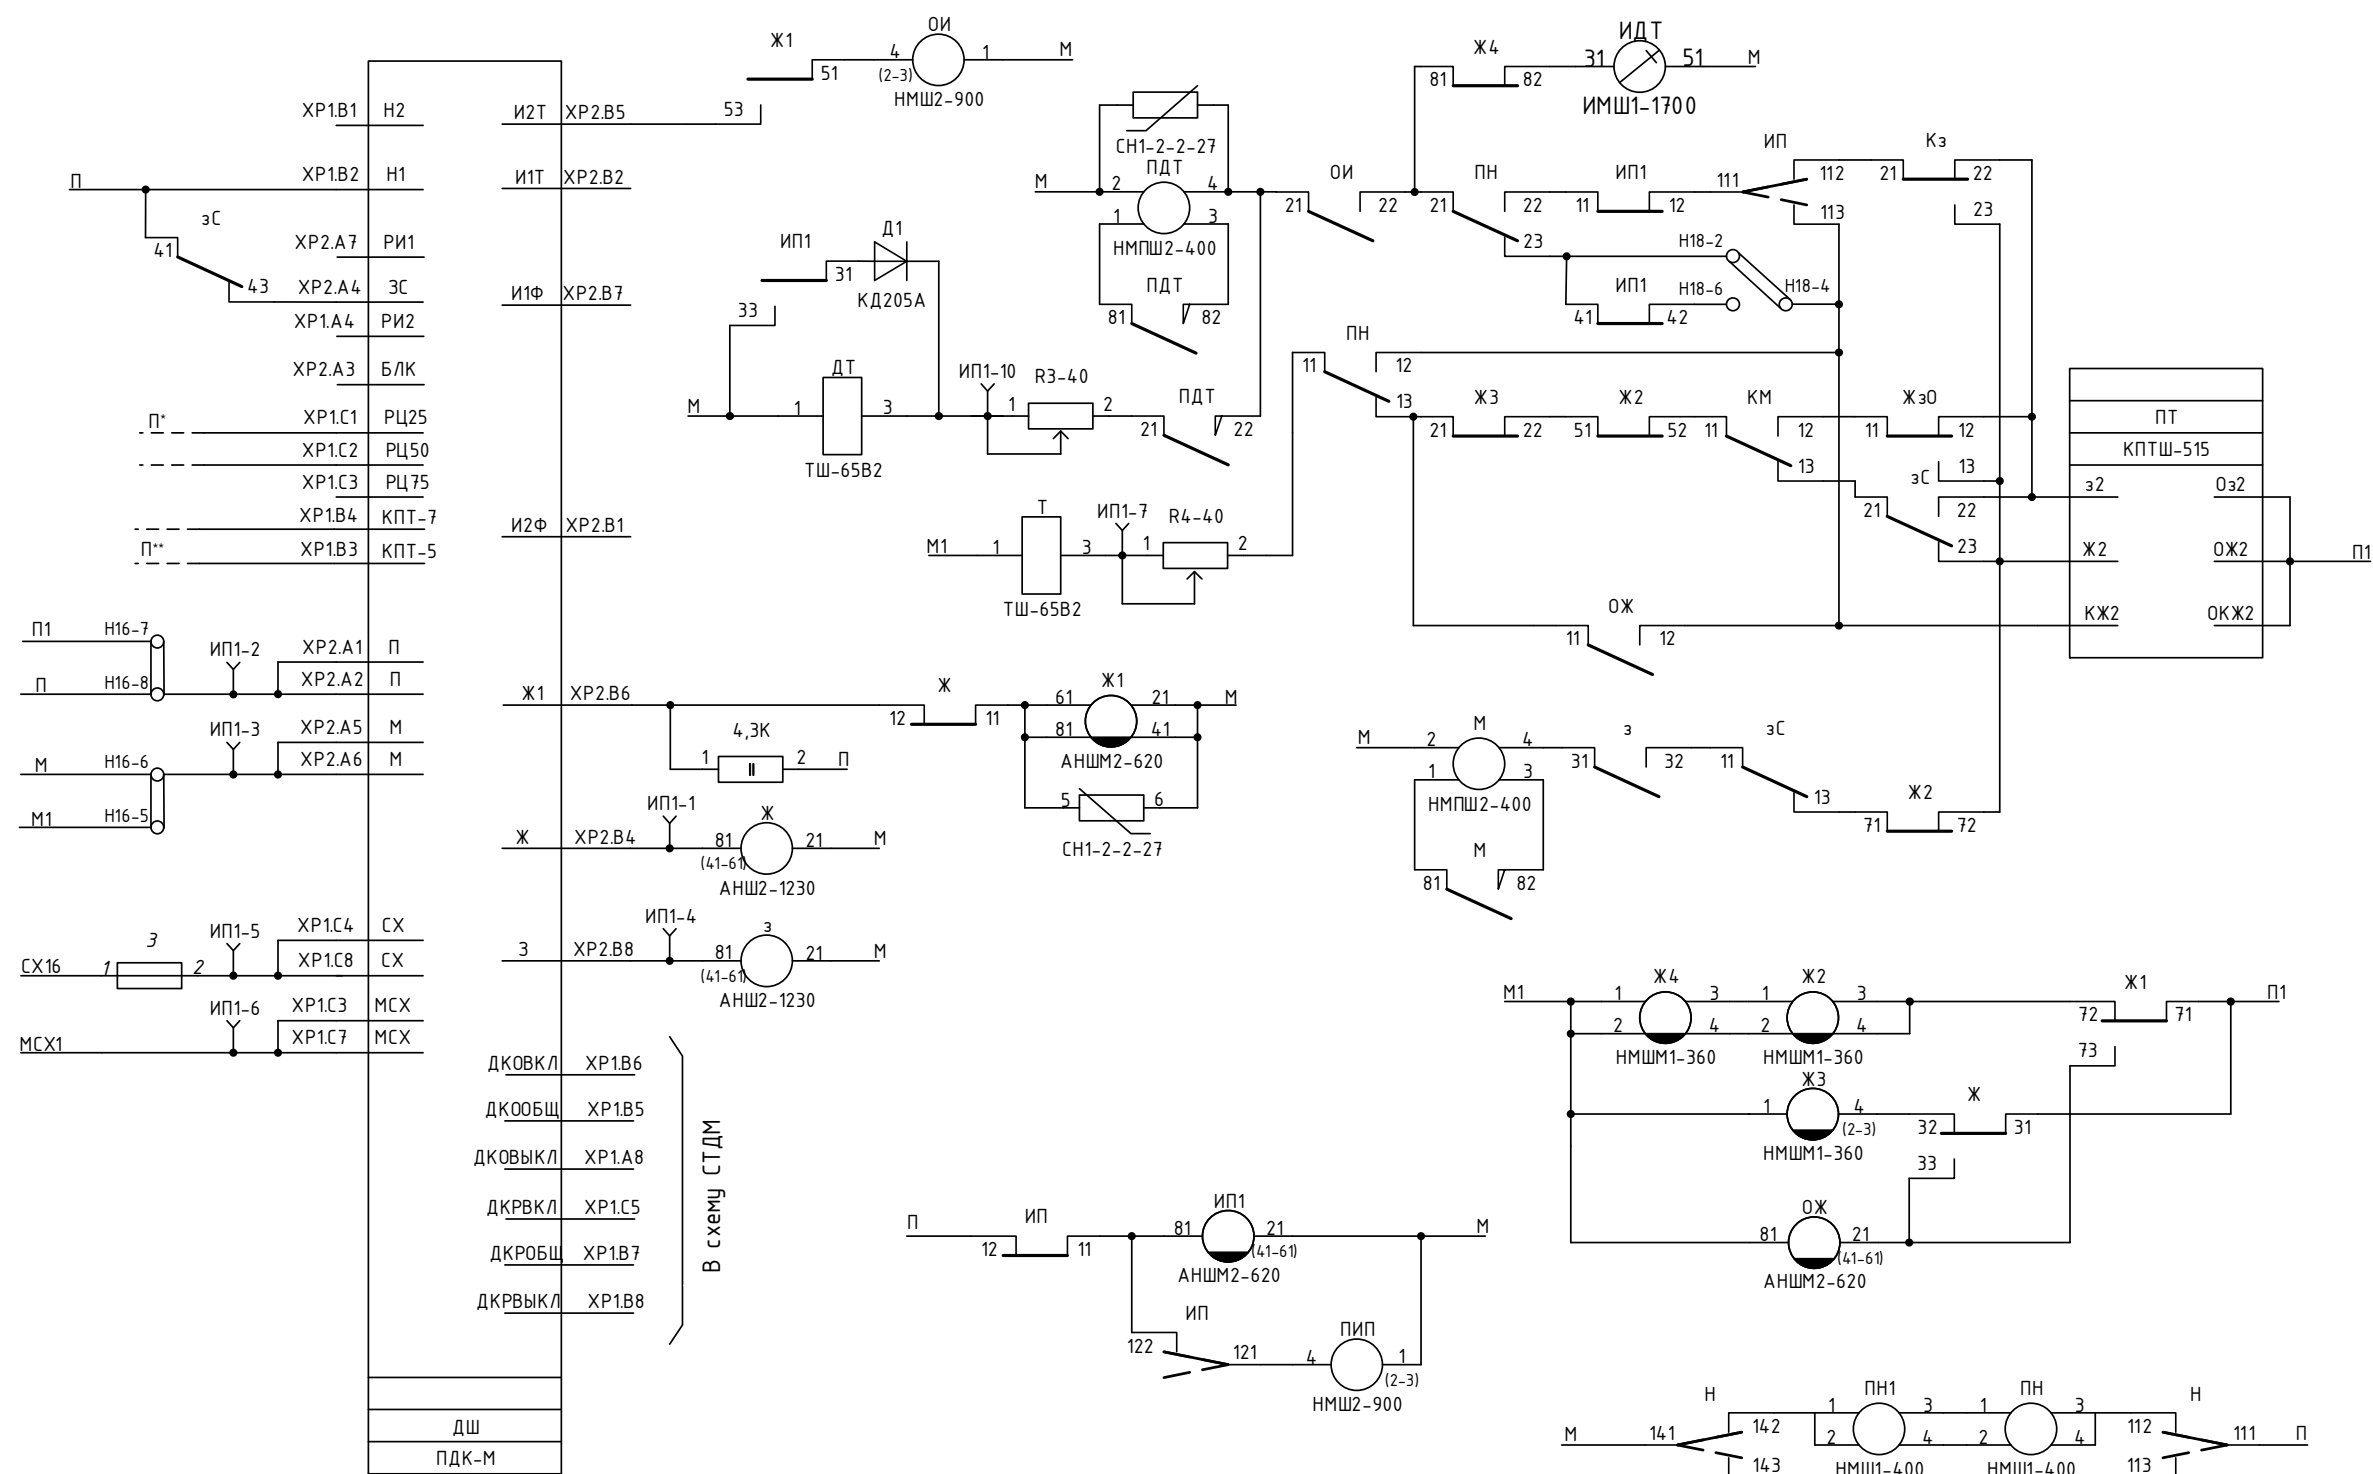 ОИ
Ж1
4
1
М
51
(2-3)
НМШ2-900
ИДТ
Ж4
31
51
М
81
82
ИМШ1-1700
ХР1.В1
Н2
И2Т
ХР2.В5
53
СН1-2-2-27
ПДТ
М
2
4
1
3
НМПШ2-400
ПДТ
81
82
ОИ
21
22
ПН
21
22
23
ИП1
11
12
ИП
111
112
113
Кз
21
22
23
П
ХР1.В2
Н1
И1Т
ХР2.В2
зС
41
43
ХР2.А7
РИ1
ХР2.А4
ЗС
ХР1.А4
РИ2
И1Ф
ХР2.В7
ИП1
31
33
Д1
КД205А
Н18-2
ИП1
Н18-6
Н18-4
41
42
ХР2.А3
БЛК
П*
ХР1.С1
РЦ25
ХР1.С2
РЦ50
ХР1.С3
РЦ75
ХР1.В4
КПТ-7
П**
ХР1.В3
КПТ-5
И2Ф
ХР2.В1
М
1
ДТ
3
ТШ-65В2
ИП1-10
R3-40
1
2
ПДТ
21
22
ПН
11
12
13
Ж3
21
22
Ж2
51
52
КМ
11
12
13
ЖзО
11
12
13
зС
21
22
23
ПТ
КПТШ-515
з2
Оз2
Ж2
ОЖ2
П1
КЖ2
ОКЖ2
М1
1
Т
3
ТШ-65В2
ИП1-7
R4-40
1
2
ОЖ
11
12
П1
Н16-7
ИП1-2
ХР2.А1
П
П
Н16-8
ХР2.А2
П
ИП1-3
ХР2.А5
М
М
Н16-6
ХР2.А6
М
М1
Н16-5
Ж1
ХР2.В6
Ж
12
11
Ж1
61
21
М
81
41
АНШМ2-620
5
6
СН1-2-2-27
4,3К
1
2
П
ИП1-1
Ж
Ж
ХР2.В4
81
21
М
(41-61)
АНШ2-1230
М
М
2
4
1
3
НМПШ2-400
М
81
82
з
31
32
зС
11
13
Ж2
71
72
ИП1-4
з
З
ХР2.В8
81
21
М
(41-61)
АНШ2-1230
СХ16
1
3
2
ИП1-5
ХР1.С4
СХ
ХР1.С8
СХ
ИП1-6
ХР1.С3
МСХ
МСХ1
ХР1.С7
МСХ
М1
Ж4
1
3
2
4
НМШМ1-360
Ж2
1
3
2
4
НМШМ1-360
Ж1
72
71
73
П1
Ж3
1
4
(2-3)
НМШМ1-360
Ж
32
31
33
ОЖ
81
21
(41-61)
АНШМ2-620
ДКОВКЛ
ХР1.В6
ДКООБЩ
ХР1.В5
ДКОВЫКЛ
ХР1.А8
ДКРВКЛ
ХР1.С5
ДКРОБЩ
ХР1.В7
ДКРВЫКЛ
ХР1.В8
В схему СТДМ
П
ИП
12
11
ИП1
81
21
(41-61)
АНШМ2-620
М
ИП
122
121
ПИП
4
1
(2-3)
НМШ2-900
Н
ПН1
ПН
Н
М
141
142
143
1
3
2
4
НМШ1-400
1
3
2
4
НМШ1-400
112
111
113
П
ДШ
ПДК-М